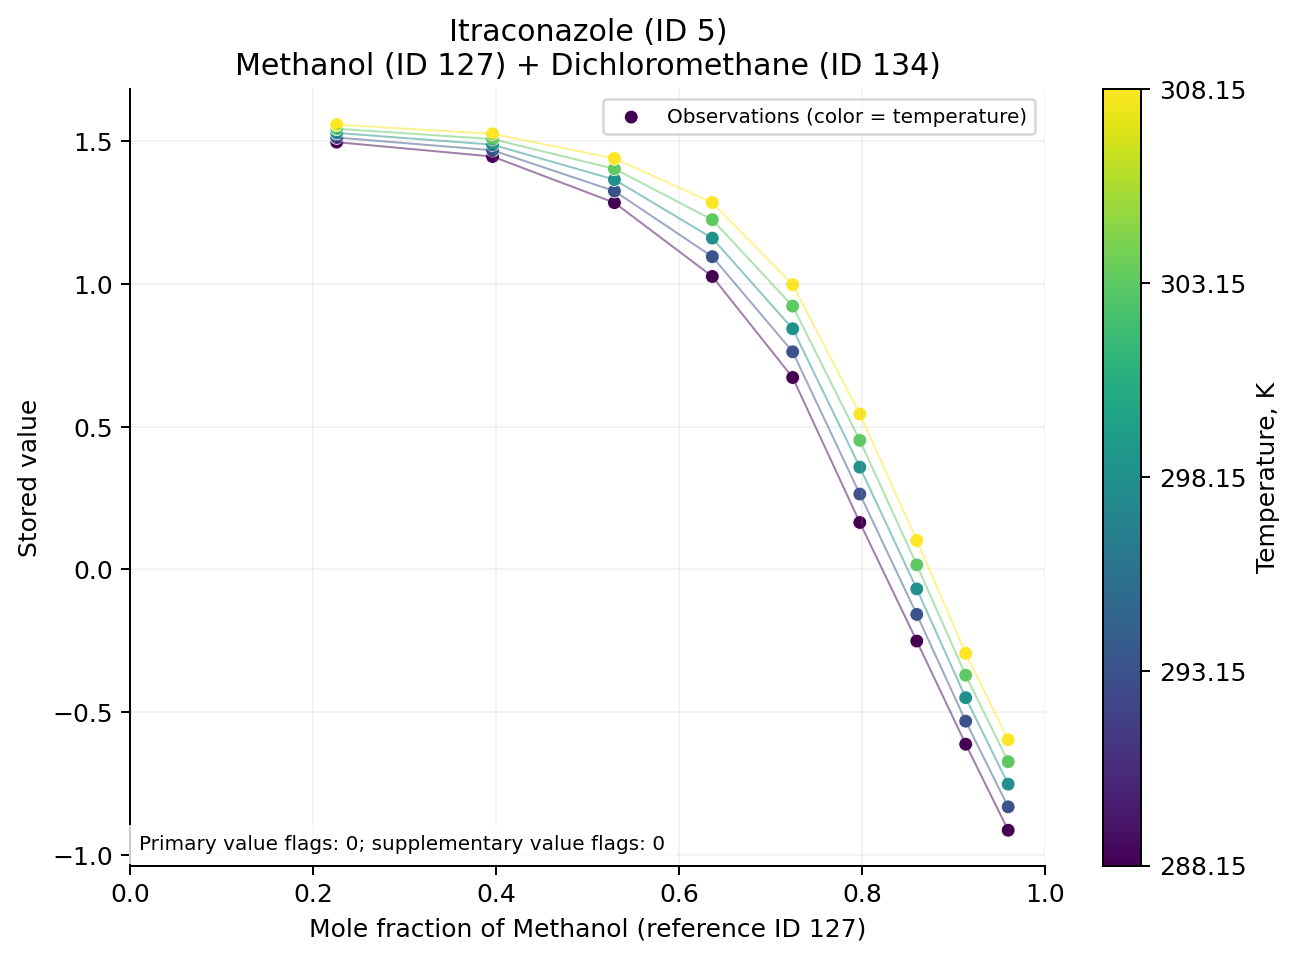 Itraconazole (ID 5)
Methanol (ID 127) + Dichloromethane (ID 134)
Observations (color = temperature)
Stored value
1.5
1.0
0.5
0.0
−0.5
−1.0
Primary value flags: 0; supplementary value flags: 0
0.0 0.2 0.4 0.6 0.8 1.0
Mole fraction of Methanol (reference ID 127)
308.15
303.15
298.15
293.15
288.15
Temperature, K